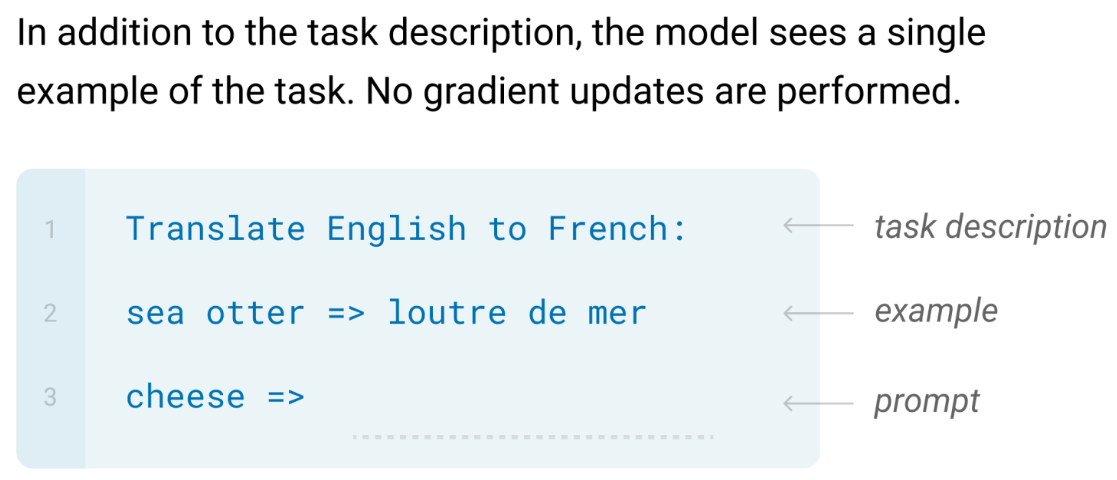 In addition to the task description, the model sees a single
example of the task. No gradient updates are performed.
1 Translate English to French: task description
2 sea otter => loutre de mer example
3 cheese => prompt